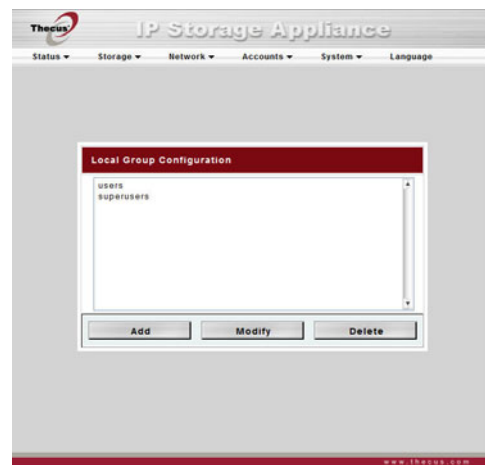 Thecus
IP Storage Appliance
Status Storage Network Accounts System Language
Local Group Configuration
users
superusers
Add Modify Delete
www.thecus.com